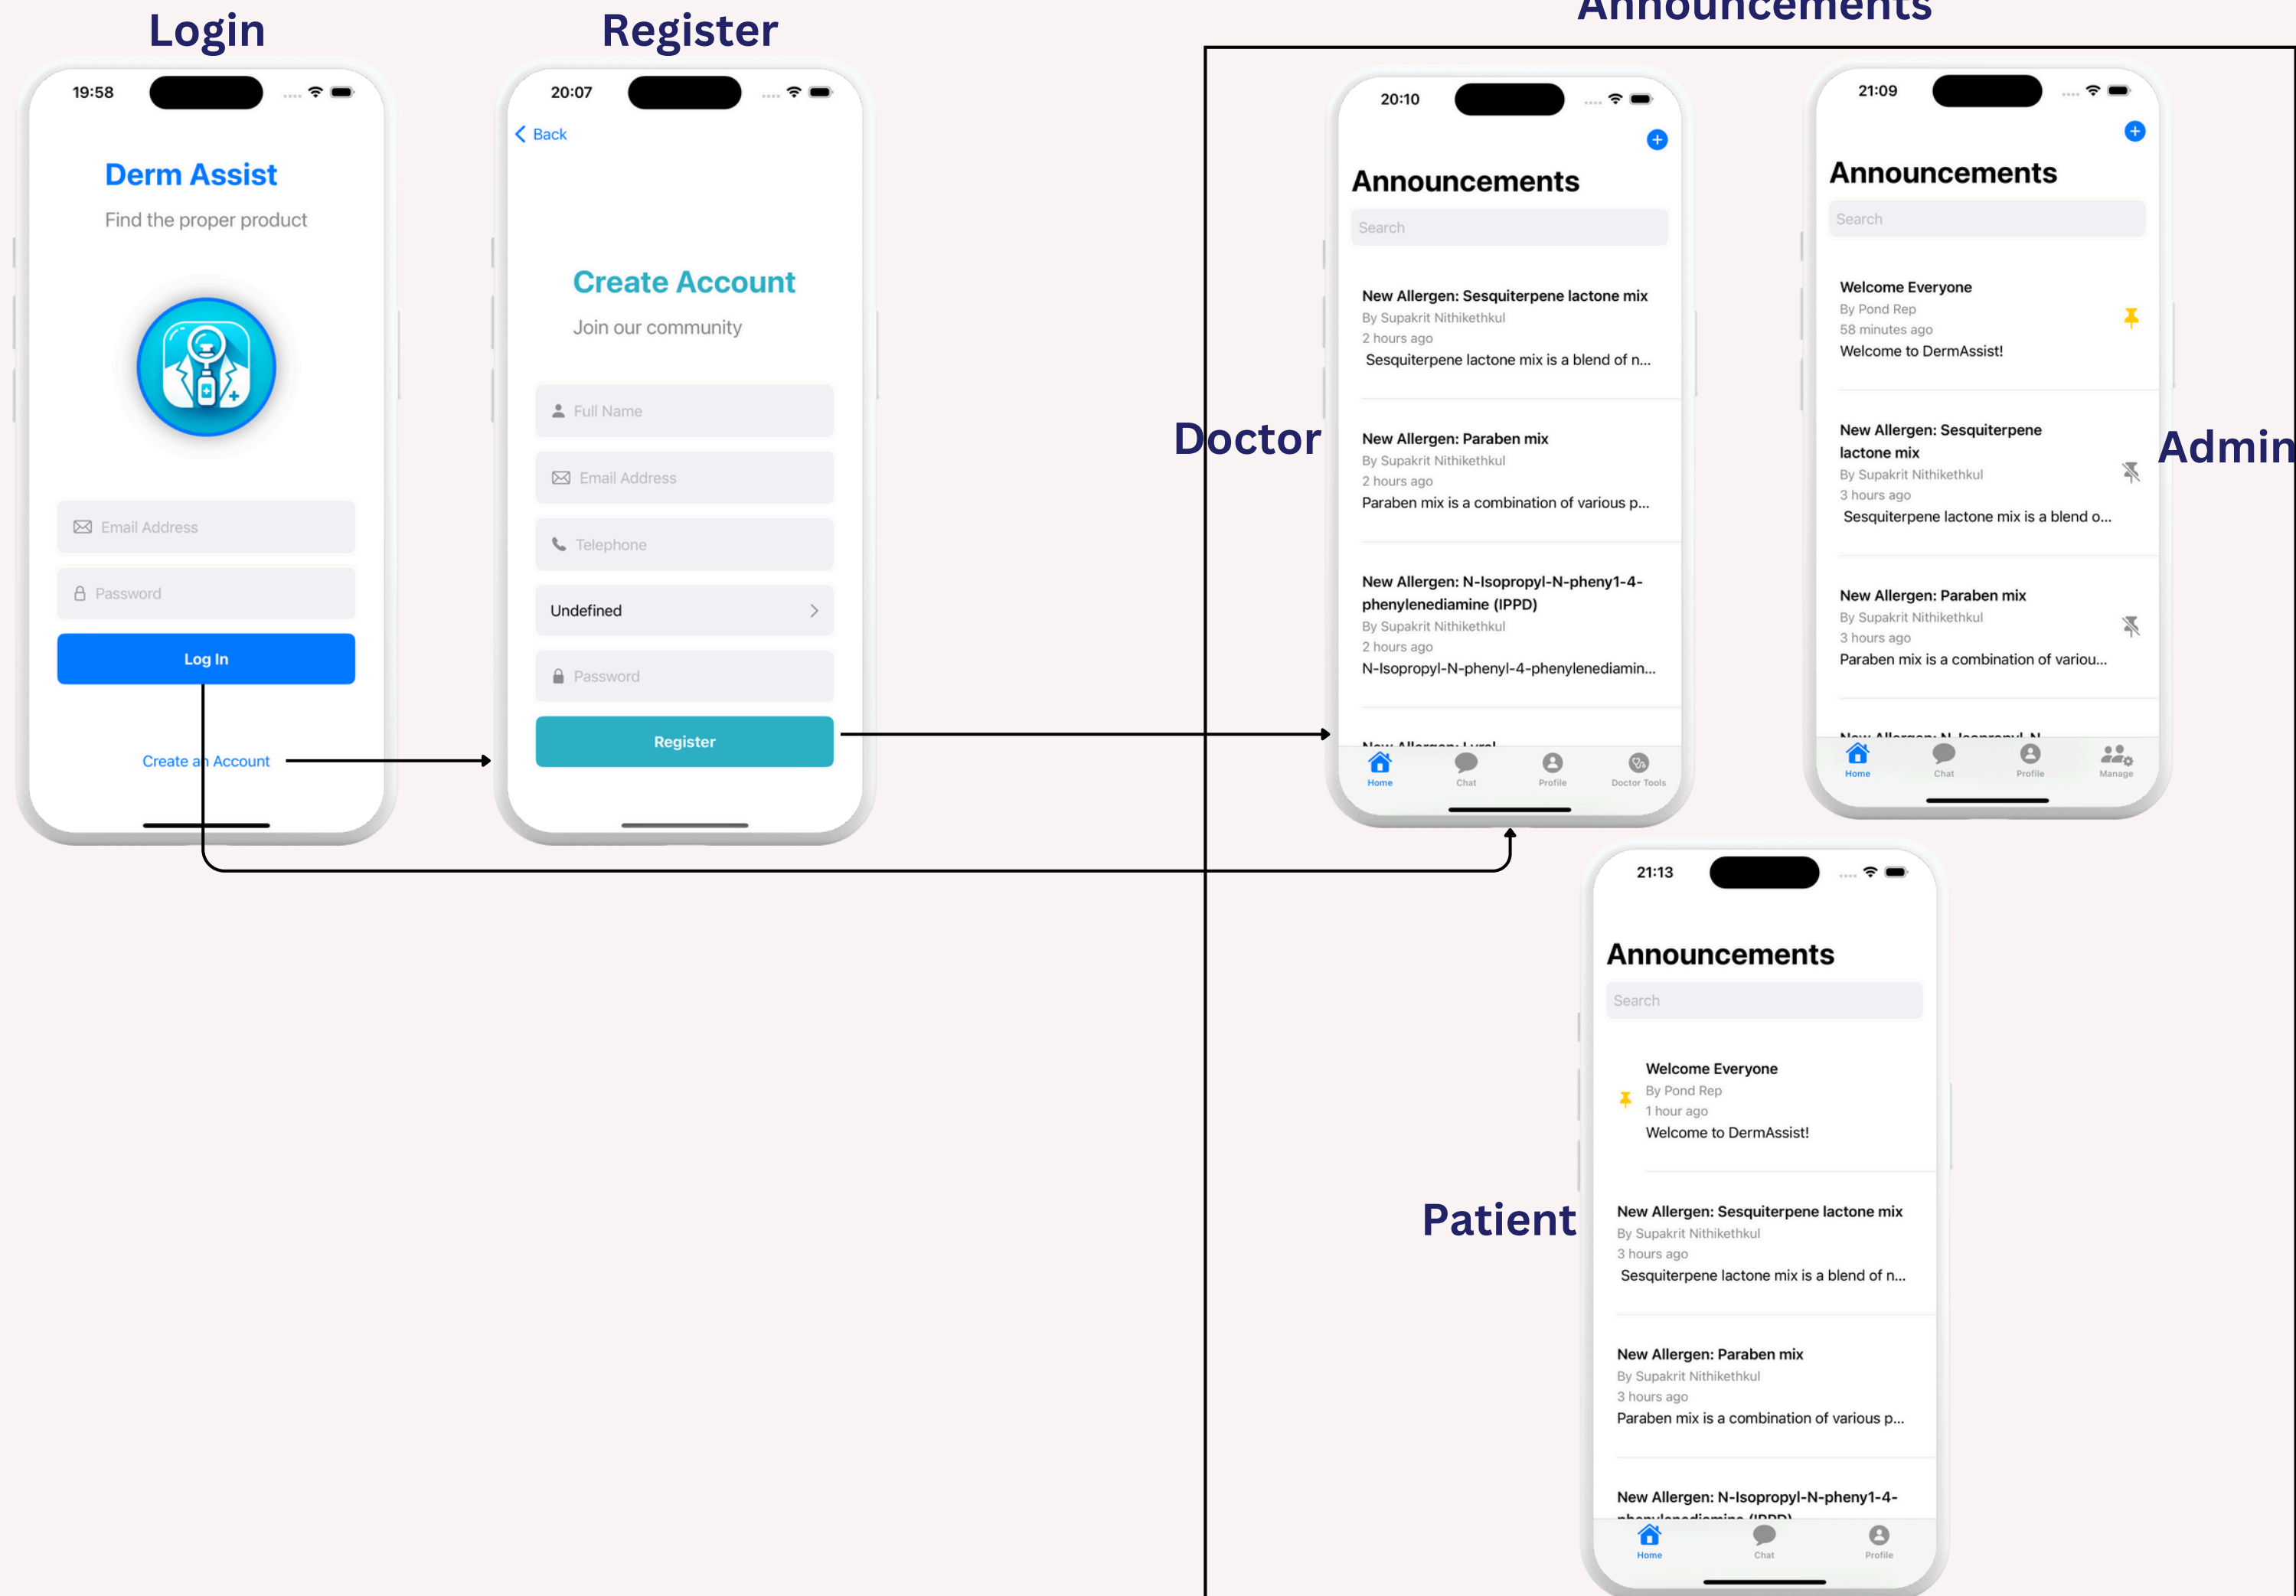 Login
19:58
Derm Assist
Find the proper product
Email Address
Password
Log In
Create an Account
Register
20:07
Back
Create Account
Join our community
Full Name
Email Address
Telephone
Undefined
Password
Register
Announcements
Doctor
20:10
Announcements
Search
New Allergen: Sesquiterpene lactone mix
By Supakrit Nithikethkul
2 hours ago
Sesquiterpene lactone mix is a blend of n...
New Allergen: Paraben mix
By Supakrit Nithikethkul
2 hours ago
Paraben mix is a combination of various p...
New Allergen: N-Isopropyl-N-pheny1-4-
phenylenediamine (IPPD)
By Supakrit Nithikethkul
2 hours ago
N-Isopropyl-N-phenyl-4-phenylenediamin...
New Allergen: Lyral
Home
Chat
Profile
Doctor Tools
Admin
21:09
Announcements
Search
Welcome Everyone
By Pond Rep
58 minutes ago
Welcome to DermAssist!
New Allergen: Sesquiterpene
lactone mix
By Supakrit Nithikethkul
3 hours ago
Sesquiterpene lactone mix is a blend o...
New Allergen: Paraben mix
By Supakrit Nithikethkul
3 hours ago
Paraben mix is a combination of variou...
New Allergen: N-Isopropyl-N-
Home
Chat
Profile
Manage
Patient
21:13
Announcements
Search
Welcome Everyone
By Pond Rep
1 hour ago
Welcome to DermAssist!
New Allergen: Sesquiterpene lactone mix
By Supakrit Nithikethkul
3 hours ago
Sesquiterpene lactone mix is a blend of n...
New Allergen: Paraben mix
By Supakrit Nithikethkul
3 hours ago
Paraben mix is a combination of various p...
New Allergen: N-Isopropyl-N-pheny1-4-
phenylenediamine (IPPD)
Home
Chat
Profile